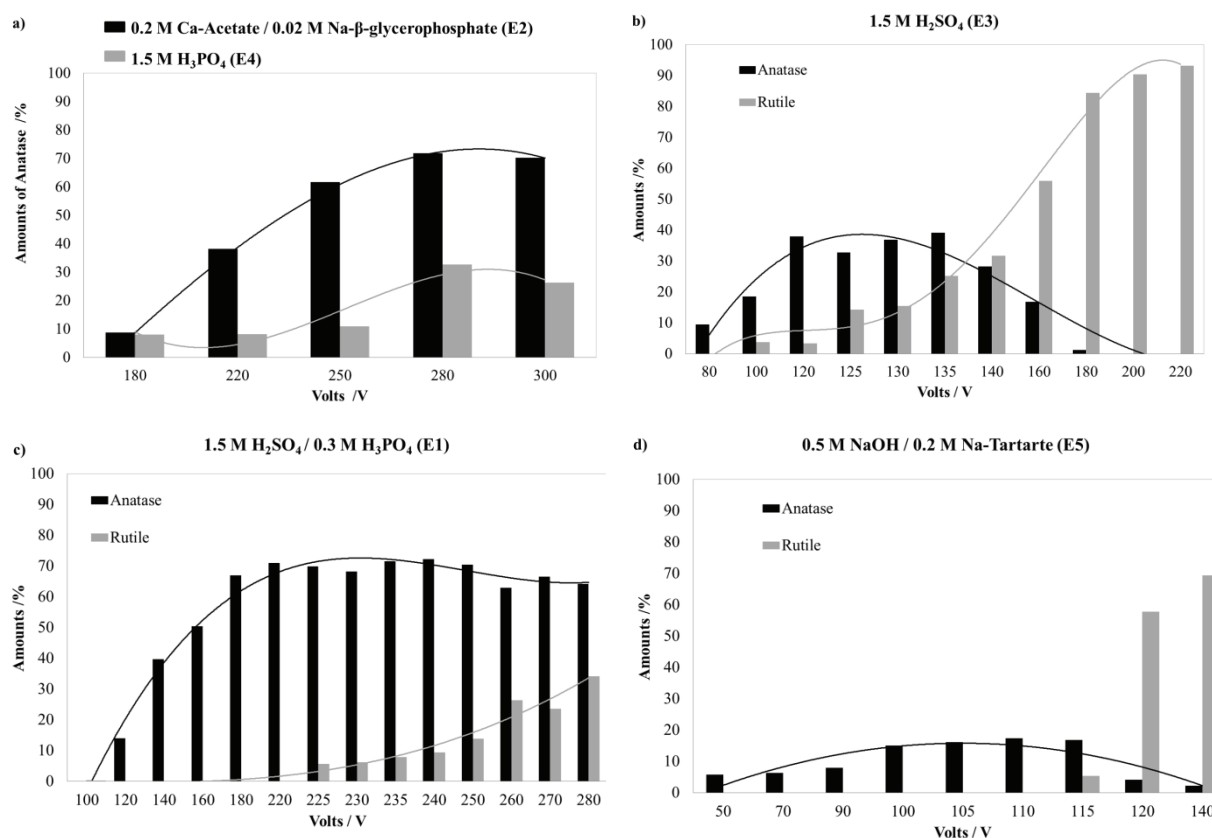 a)
0.2 M Ca-Acetate / 0.02 M Na-β-glycerophosphate (E2)
1.5 M H₃PO₄ (E4)
Amounts of Anatase /%
100
90
80
70
60
50
40
30
20
10
0
180 220 250 280 300
Volts /V
b)
1.5 M H₂SO₄ (E3)
Anatase
Rutile
Amounts /%
100
90
80
70
60
50
40
30
20
10
0
80 100 120 125 130 135 140 160 180 200 220
Volts / V
c)
1.5 M H₂SO₄ / 0.3 M H₃PO₄ (E1)
Anatase
Rutile
Amounts /%
100
90
80
70
60
50
40
30
20
10
0
100 120 140 160 180 220 225 230 235 240 250 260 270 280
Volts / V
d)
0.5 M NaOH / 0.2 M Na-Tartarte (E5)
Anatase
Rutile
Amounts /%
100
90
80
70
60
50
40
30
20
10
0
50 70 90 100 105 110 115 120 140
Volts / V